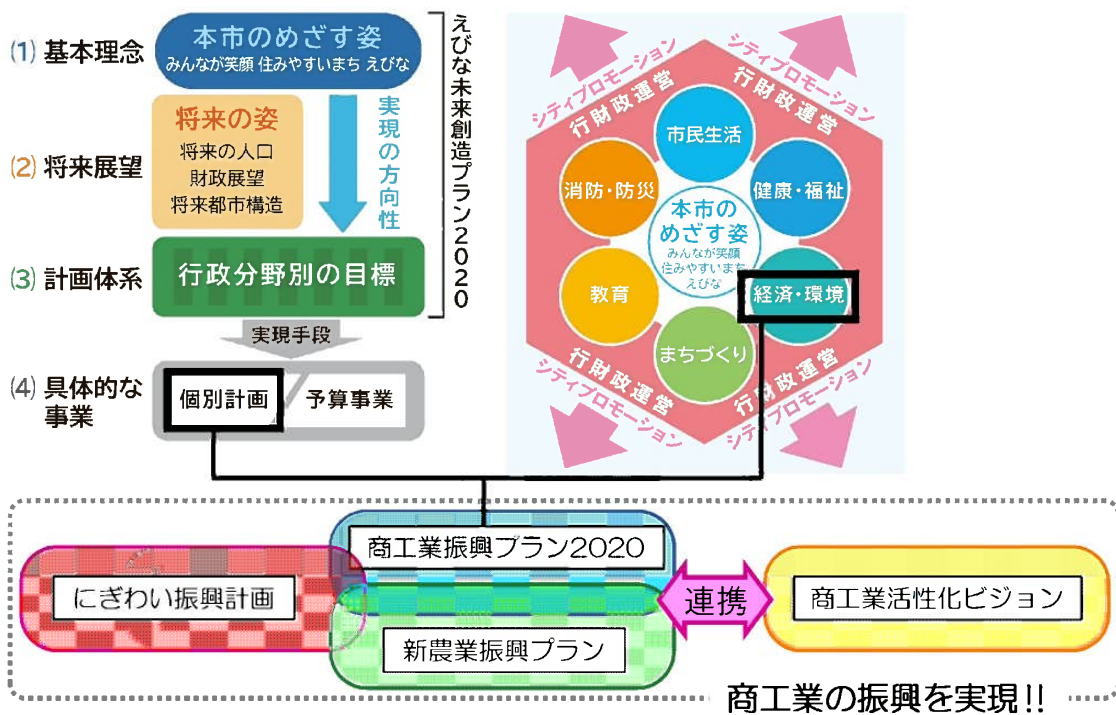 (1) 基本理念
本市のめざす姿
みんなが笑顔 住みやすいまち えびな
(2) 将来展望
将来の姿
将来の人口
財政展望
将来都市構造
実現の方向性
(3) 計画体系
行政分野別の目標
えびな未来創造プラン2020
実現手段
(4) 具体的な
事業
個別計画
予算事業
シティプロモーション
行財政運営
シティプロモーション
行財政運営
市民生活
消防・防災
健康・福祉
本市の
めざす姿
みんなが笑顔
住みやすいまち
えびな
教育
経済・環境
まちづくり
行財政運営
シティプロモーション
行財政運営
シティプロモーション
商工業振興プラン2020
にぎわい振興計画
連携
商工業活性化ビジョン
新農業振興プラン
商工業の振興を実現!!